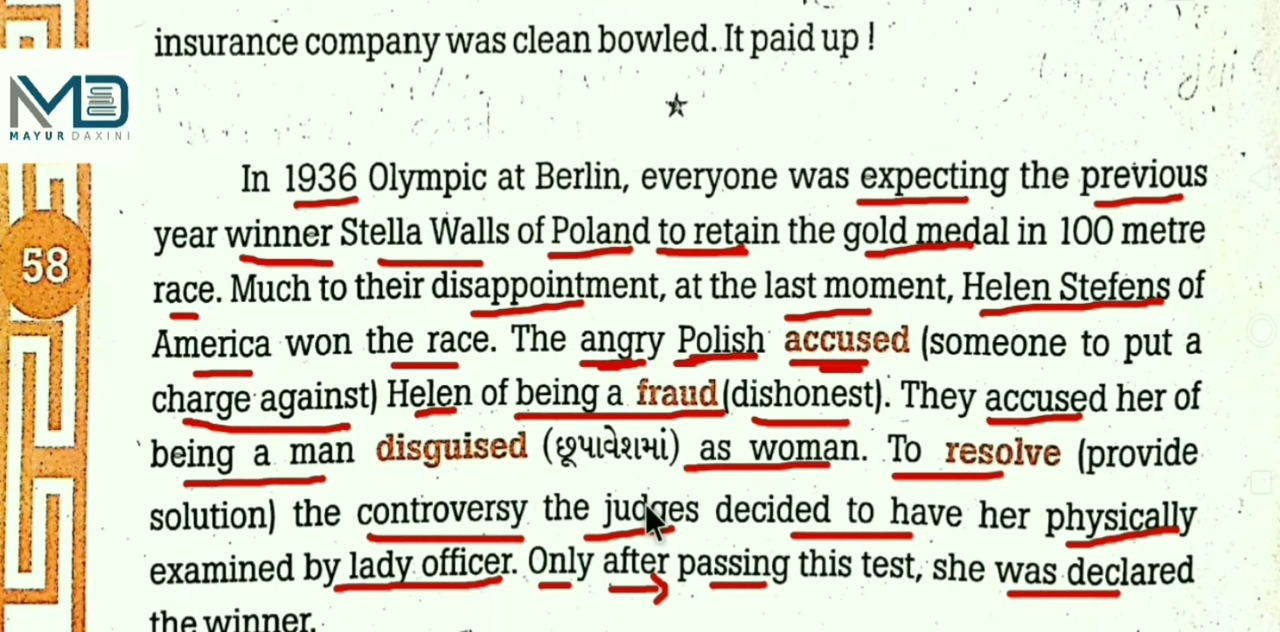 insurance company was clean bowled. It paid up !
MD
MAYUR DAXINI
In 1936 Olympic at Berlin, everyone was expecting the previous
year winner Stella Walls of Poland to retain the gold medal in 100 metre
58
race. Much to their disappointment, at the last moment, Helen Stefens of
America won the race. The angry Polish accused (someone to put a
charge against) Helen of being a fraud (dishonest). They accused her of
being a man disguised (છૂપાવેશમાં) as woman. To resolve (provide
solution) the controversy the judges decided to have her physically
examined by lady officer. Only after passing this test, she was declared
the winner.